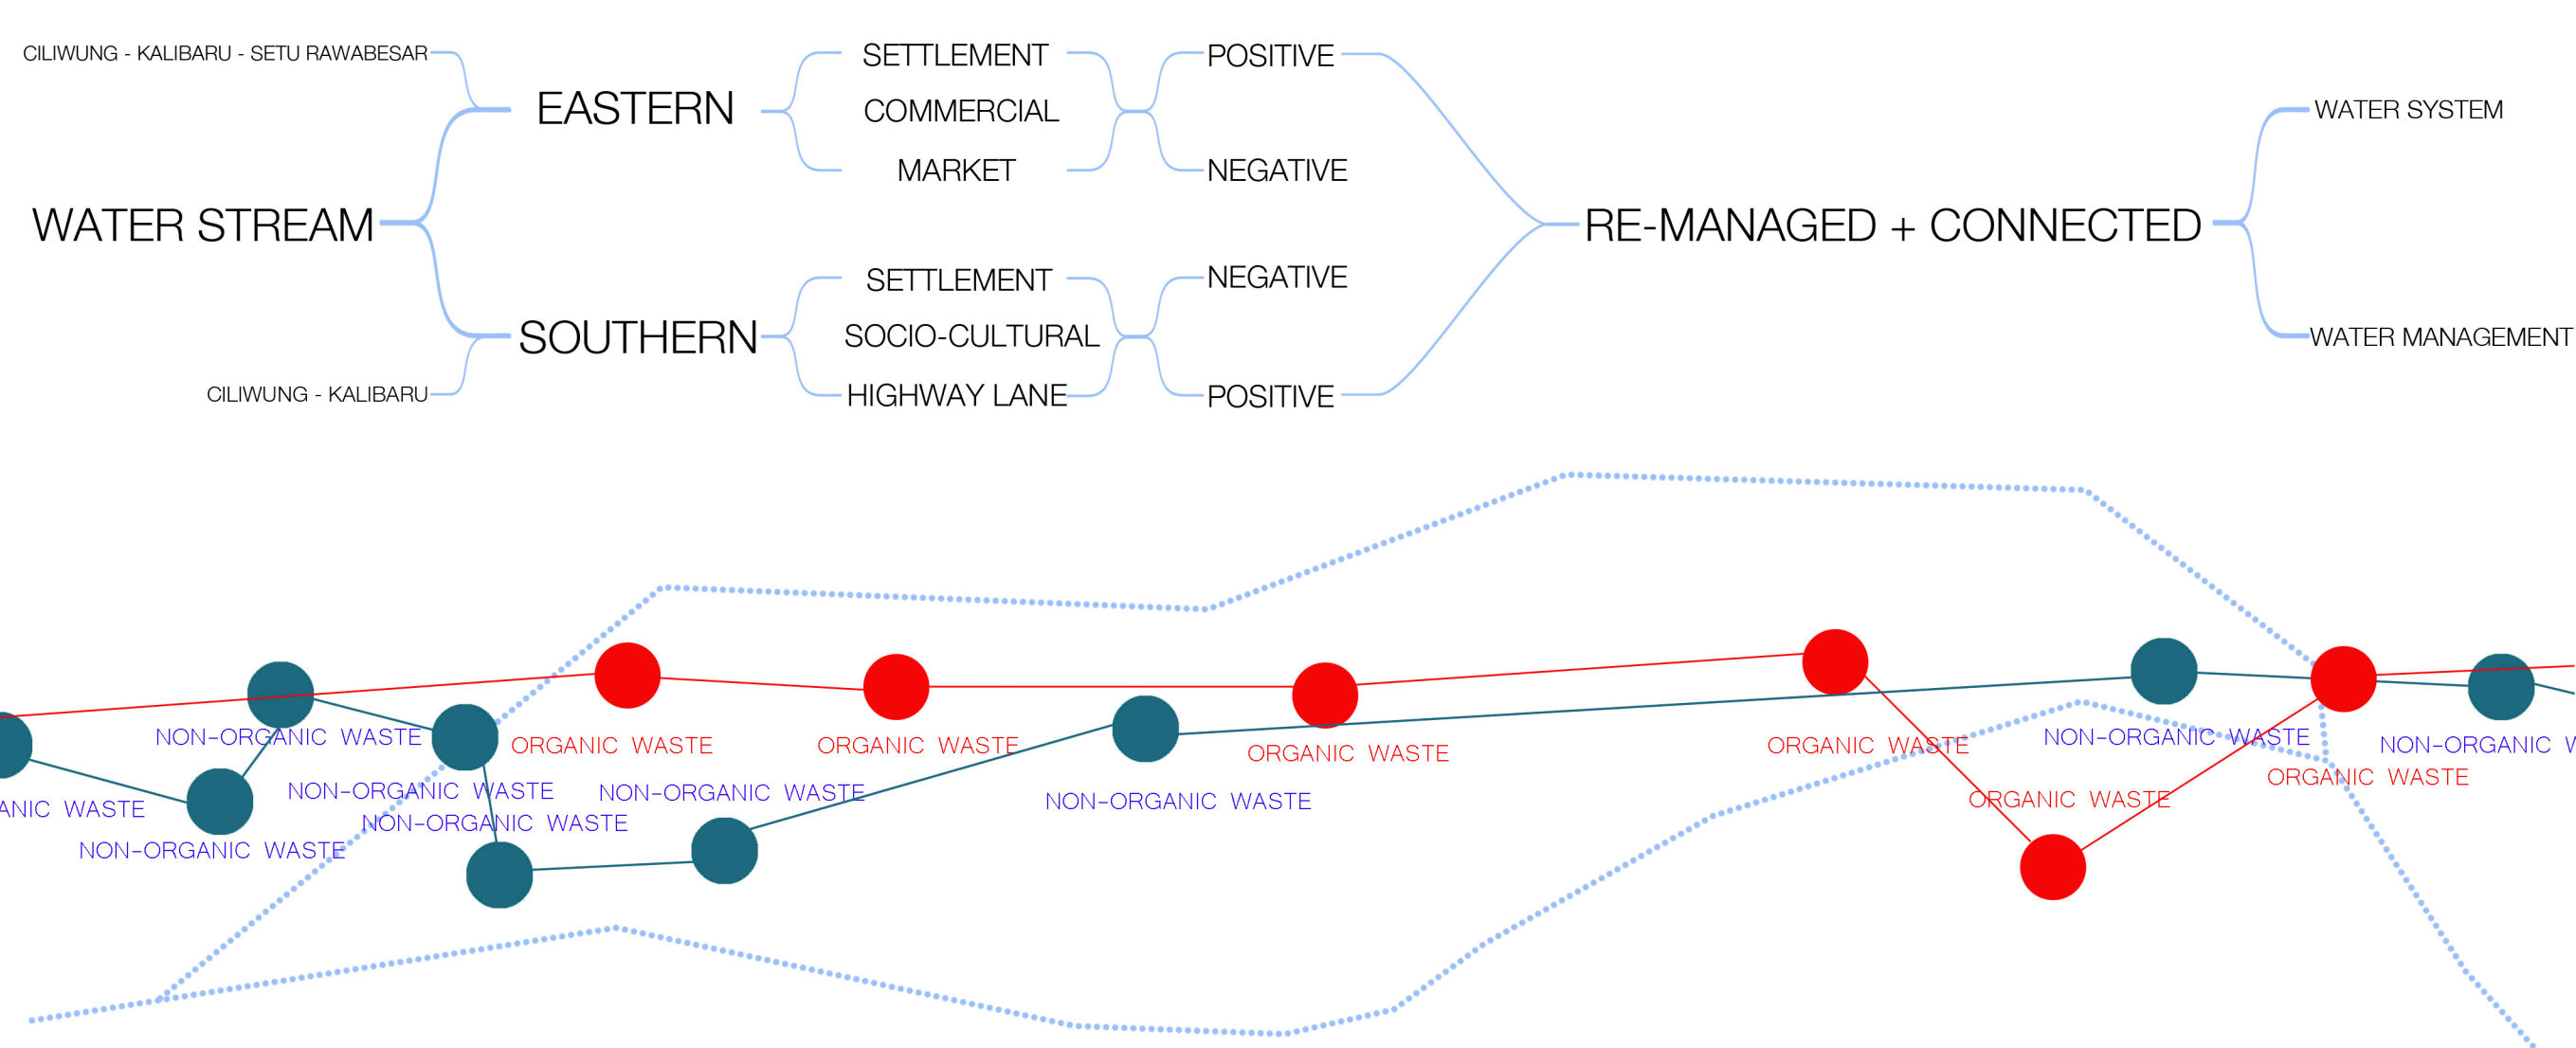 CILIWUNG - KALIBARU - SETU RAWABESAR
WATER STREAM
CILIWUNG - KALIBARU
EASTERN
SOUTHERN
SETTLEMENT
COMMERCIAL
MARKET
SETTLEMENT
SOCIO-CULTURAL
HIGHWAY LANE
POSITIVE
NEGATIVE
NEGATIVE
POSITIVE
RE-MANAGED + CONNECTED
WATER SYSTEM
WATER MANAGEMENT
ANIC WASTE
NON-ORGANIC WASTE
NON-ORGANIC WASTE
NON-ORGANIC WASTE
NON-ORGANIC WASTE
ORGANIC WASTE
NON-ORGANIC WASTE
ORGANIC WASTE
NON-ORGANIC WASTE
ORGANIC WASTE
ORGANIC WASTE
ORGANIC WASTE
NON-ORGANIC WASTE
ORGANIC WASTE
NON-ORGANIC